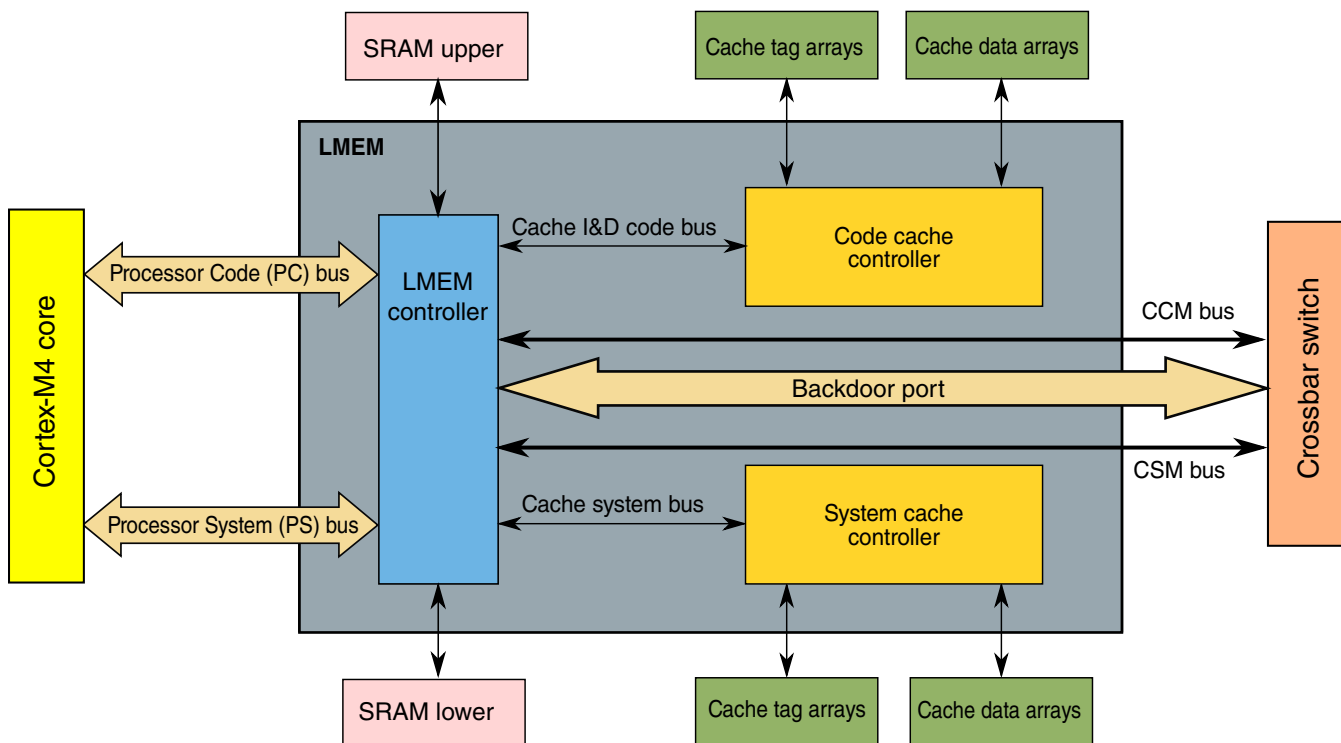 SRAM upper
Cache tag arrays
Cache data arrays
LMEM
Cortex-M4 core
Processor Code (PC) bus
LMEM
controller
Cache I&D code bus
Code cache
controller
CCM bus
Backdoor port
Crossbar switch
CSM bus
Processor System (PS) bus
Cache system bus
System cache
controller
SRAM lower
Cache tag arrays
Cache data arrays